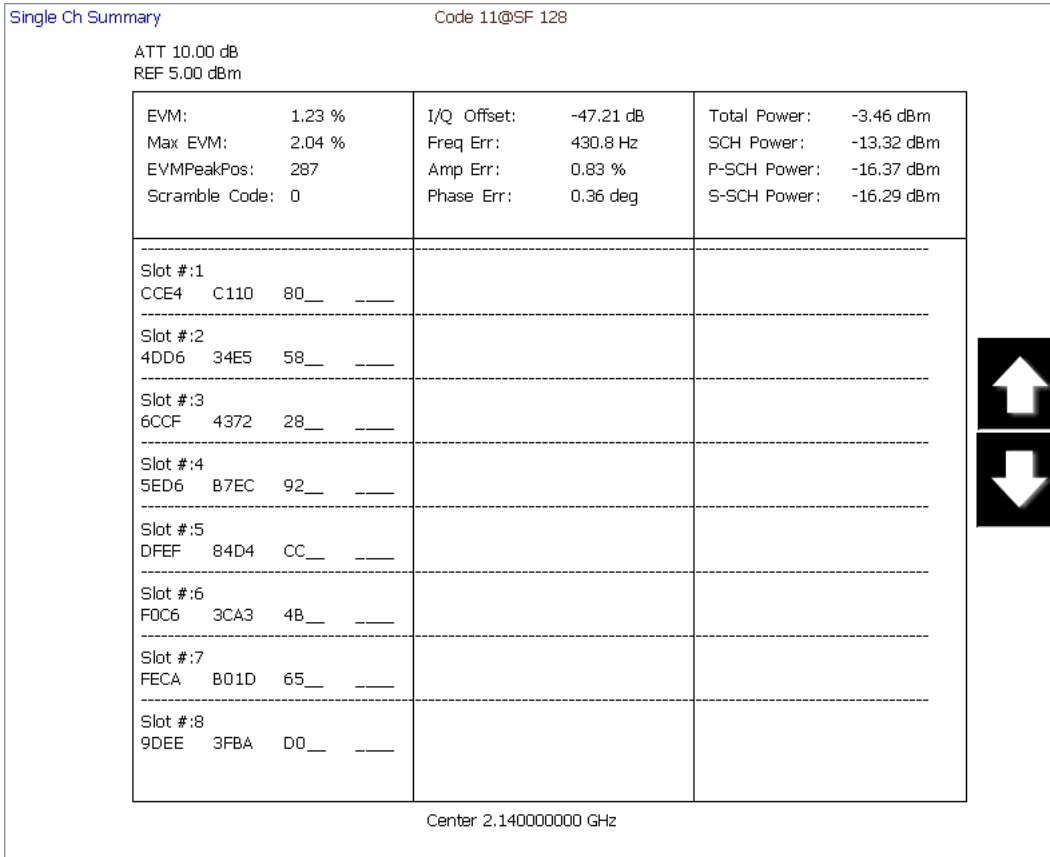 Single Ch Summary Code 11@SF 128
ATT 10.00 dB
REF 5.00 dBm
EVM: 1.23 % I/Q Offset: -47.21 dB Total Power: -3.46 dBm
Max EVM: 2.04 % Freq Err: 430.8 Hz SCH Power: -13.32 dBm
EVMPeakPos: 287 Amp Err: 0.83 % P-SCH Power: -16.37 dBm
Scramble Code: 0 Phase Err: 0.36 deg S-SCH Power: -16.29 dBm
Slot #:1
CCE4 C110 80__ ____
Slot #:2
4DD6 34E5 58__ ____
Slot #:3
6CCF 4372 28__ ____
Slot #:4
5ED6 B7EC 92__ ____
Slot #:5
DFEF 84D4 CC__ ____
Slot #:6
F0C6 3CA3 4B__ ____
Slot #:7
FECA B01D 65__ ____
Slot #:8
9DEE 3FBA D0__ ____
Center 2.140000000 GHz